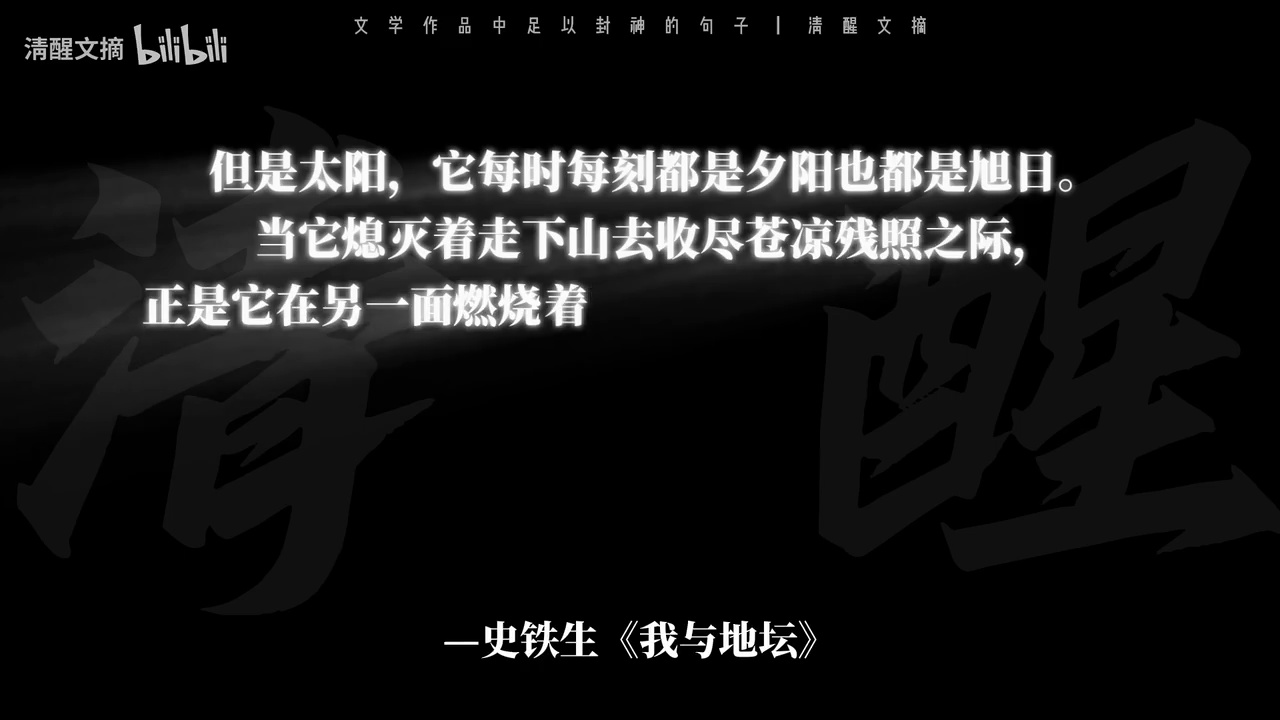 文学作品中足以封神的句子 | 清醒文摘
清醒文摘 bilibili
但是太阳，它每时每刻都是夕阳也都是旭日。
当它熄灭着走下山去收尽苍凉残照之际，
正是它在另一面燃烧着
—史铁生《我与地坛》
清醒